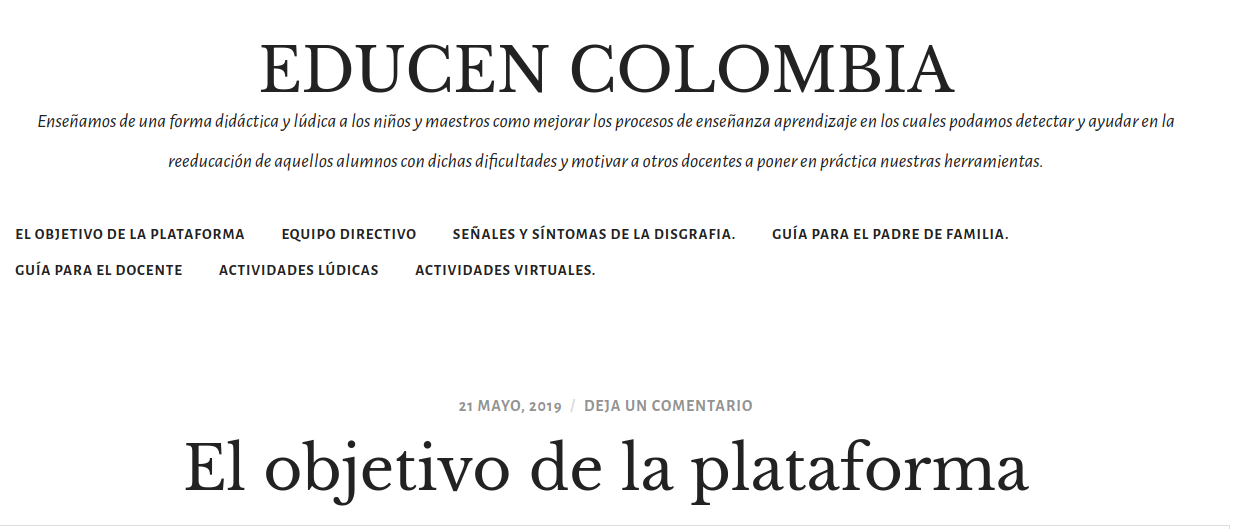 EDUCEN COLOMBIA
Enseñamos de una forma didáctica y lúdica a los niños y maestros como mejorar los procesos de enseñanza aprendizaje en los cuales podamos detectar y ayudar en la
reeducación de aquellos alumnos con dichas dificultades y motivar a otros docentes a poner en práctica nuestras herramientas.
EL OBJETIVO DE LA PLATAFORMA EQUIPO DIRECTIVO SEÑALES Y SÍNTOMAS DE LA DISGRAFIA. GUÍA PARA EL PADRE DE FAMILIA.
GUÍA PARA EL DOCENTE ACTIVIDADES LÚDICAS ACTIVIDADES VIRTUALES.
21 MAYO, 2019 / DEJA UN COMENTARIO
El objetivo de la plataforma